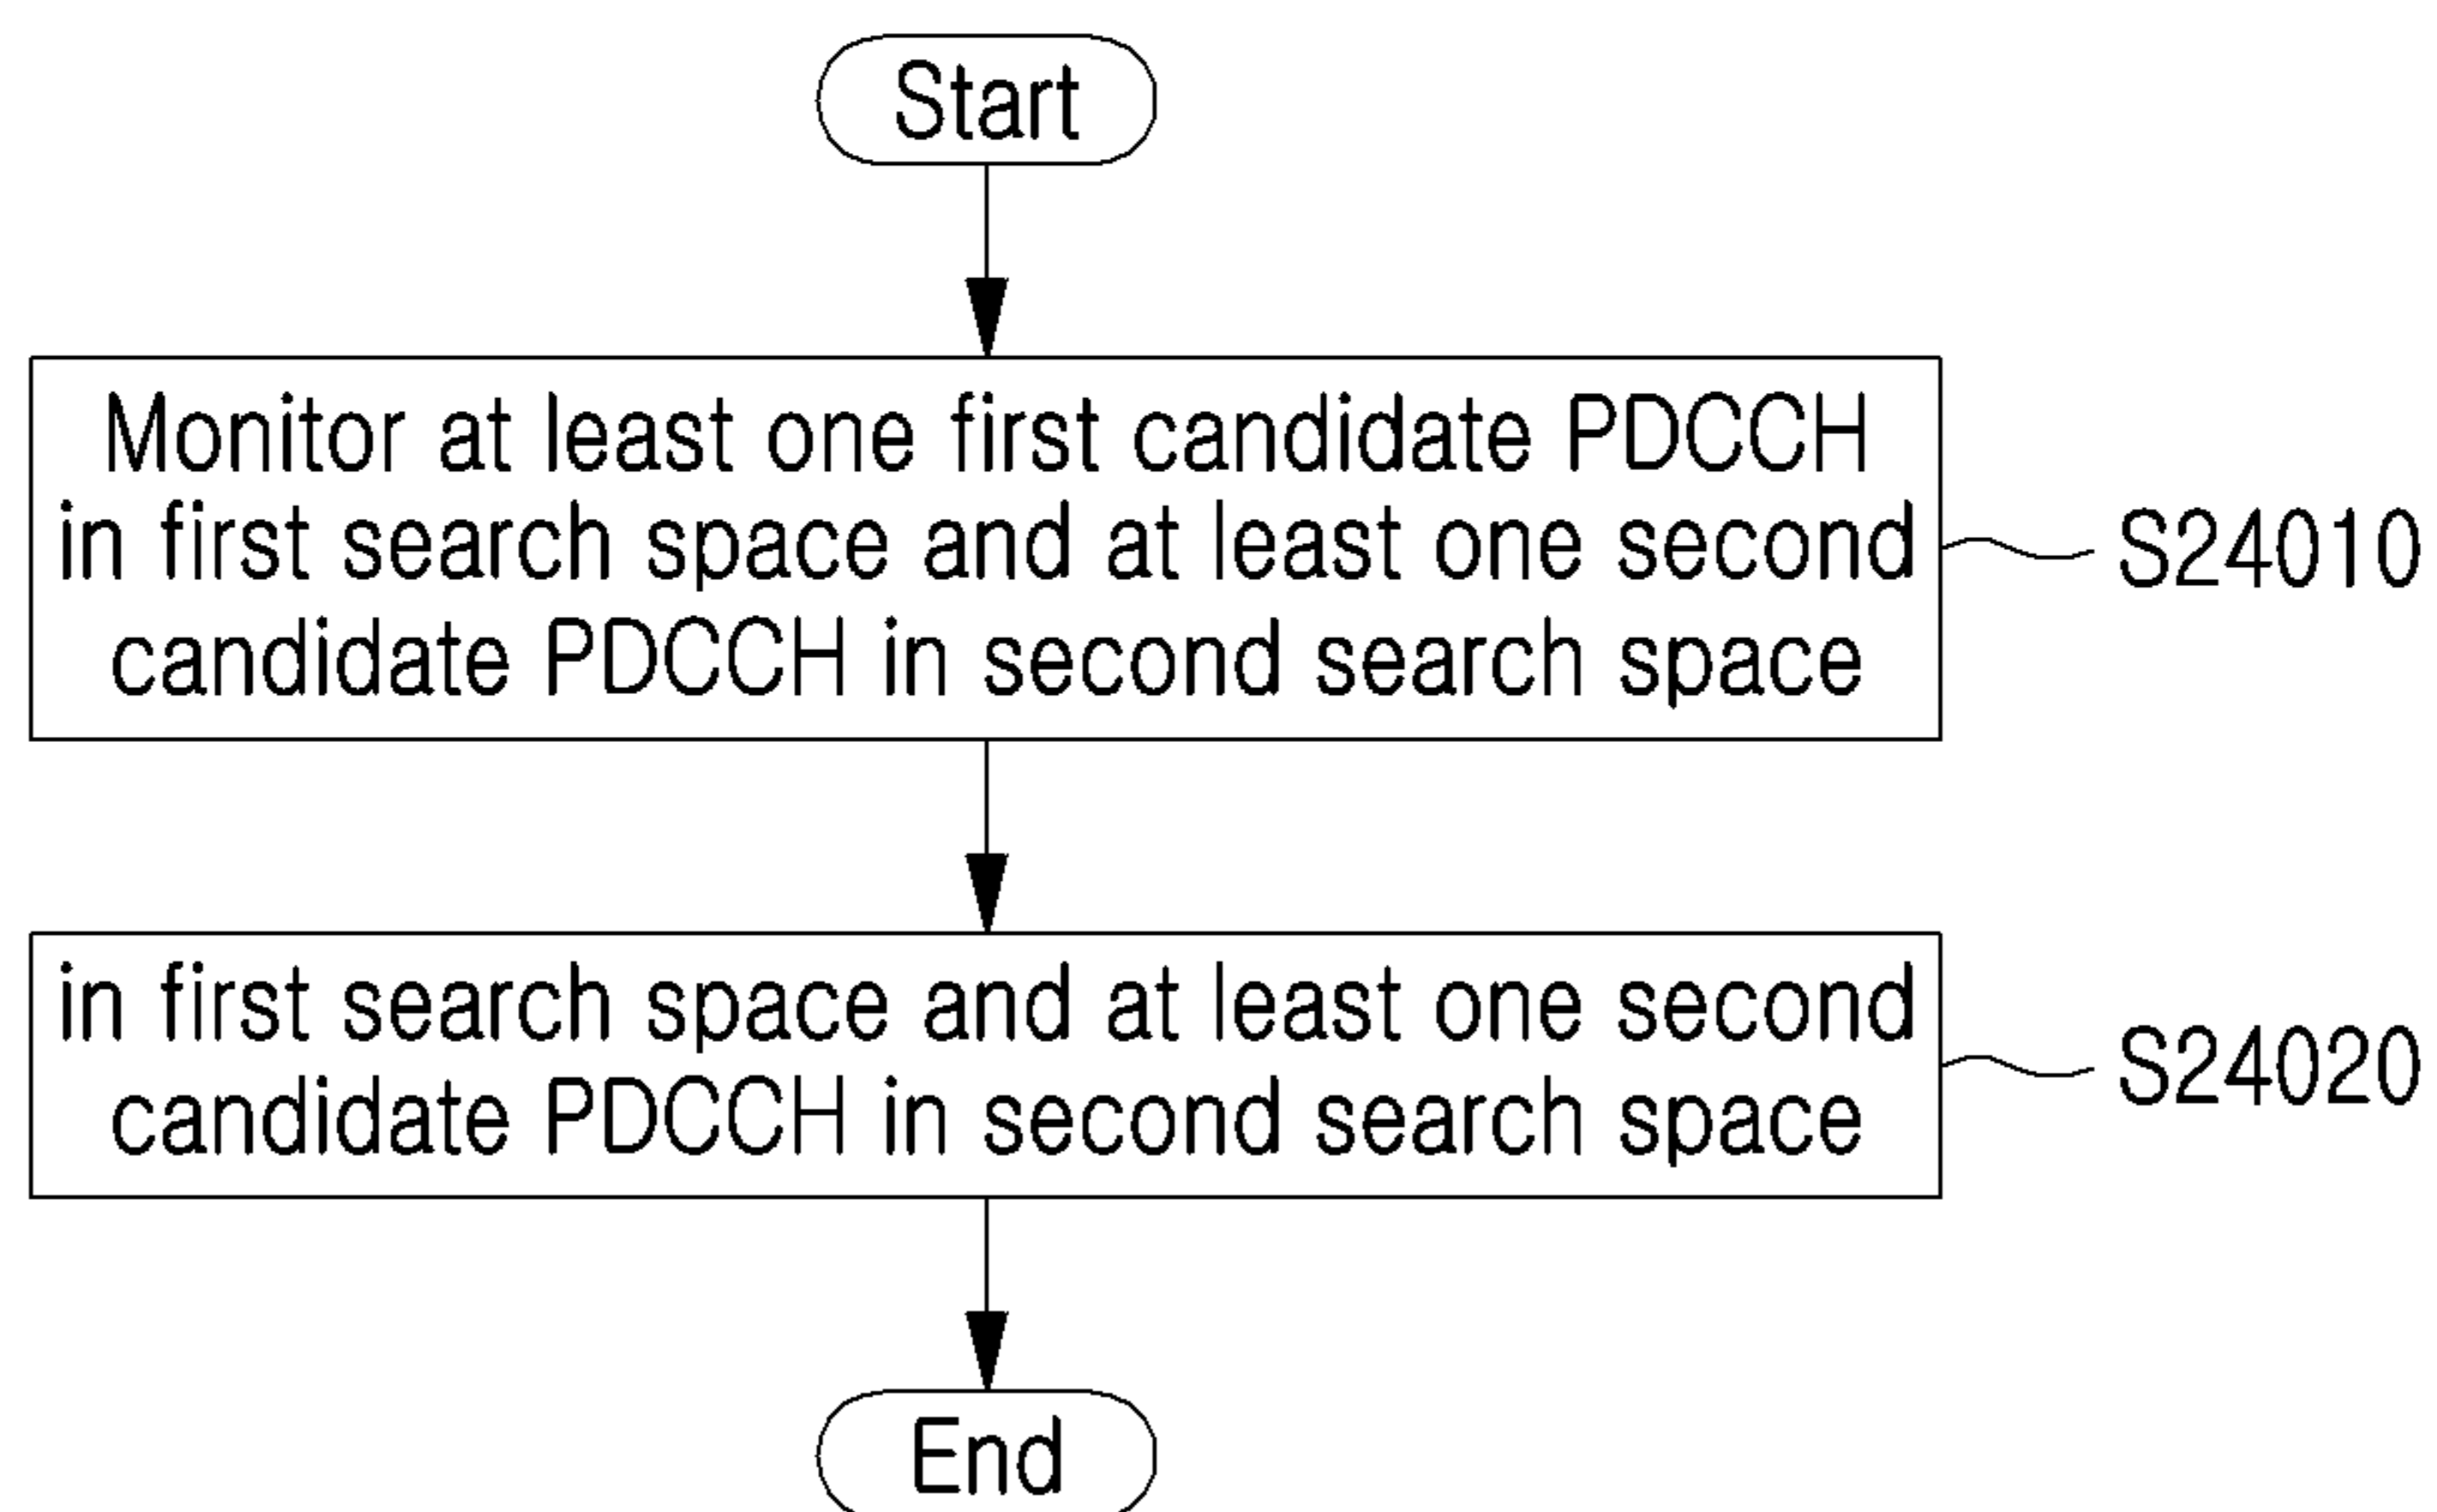 Start
Monitor at least one first candidate PDCCH
in first search space and at least one second
candidate PDCCH in second search space
S24010
in first search space and at least one second
candidate PDCCH in second search space
S24020
End